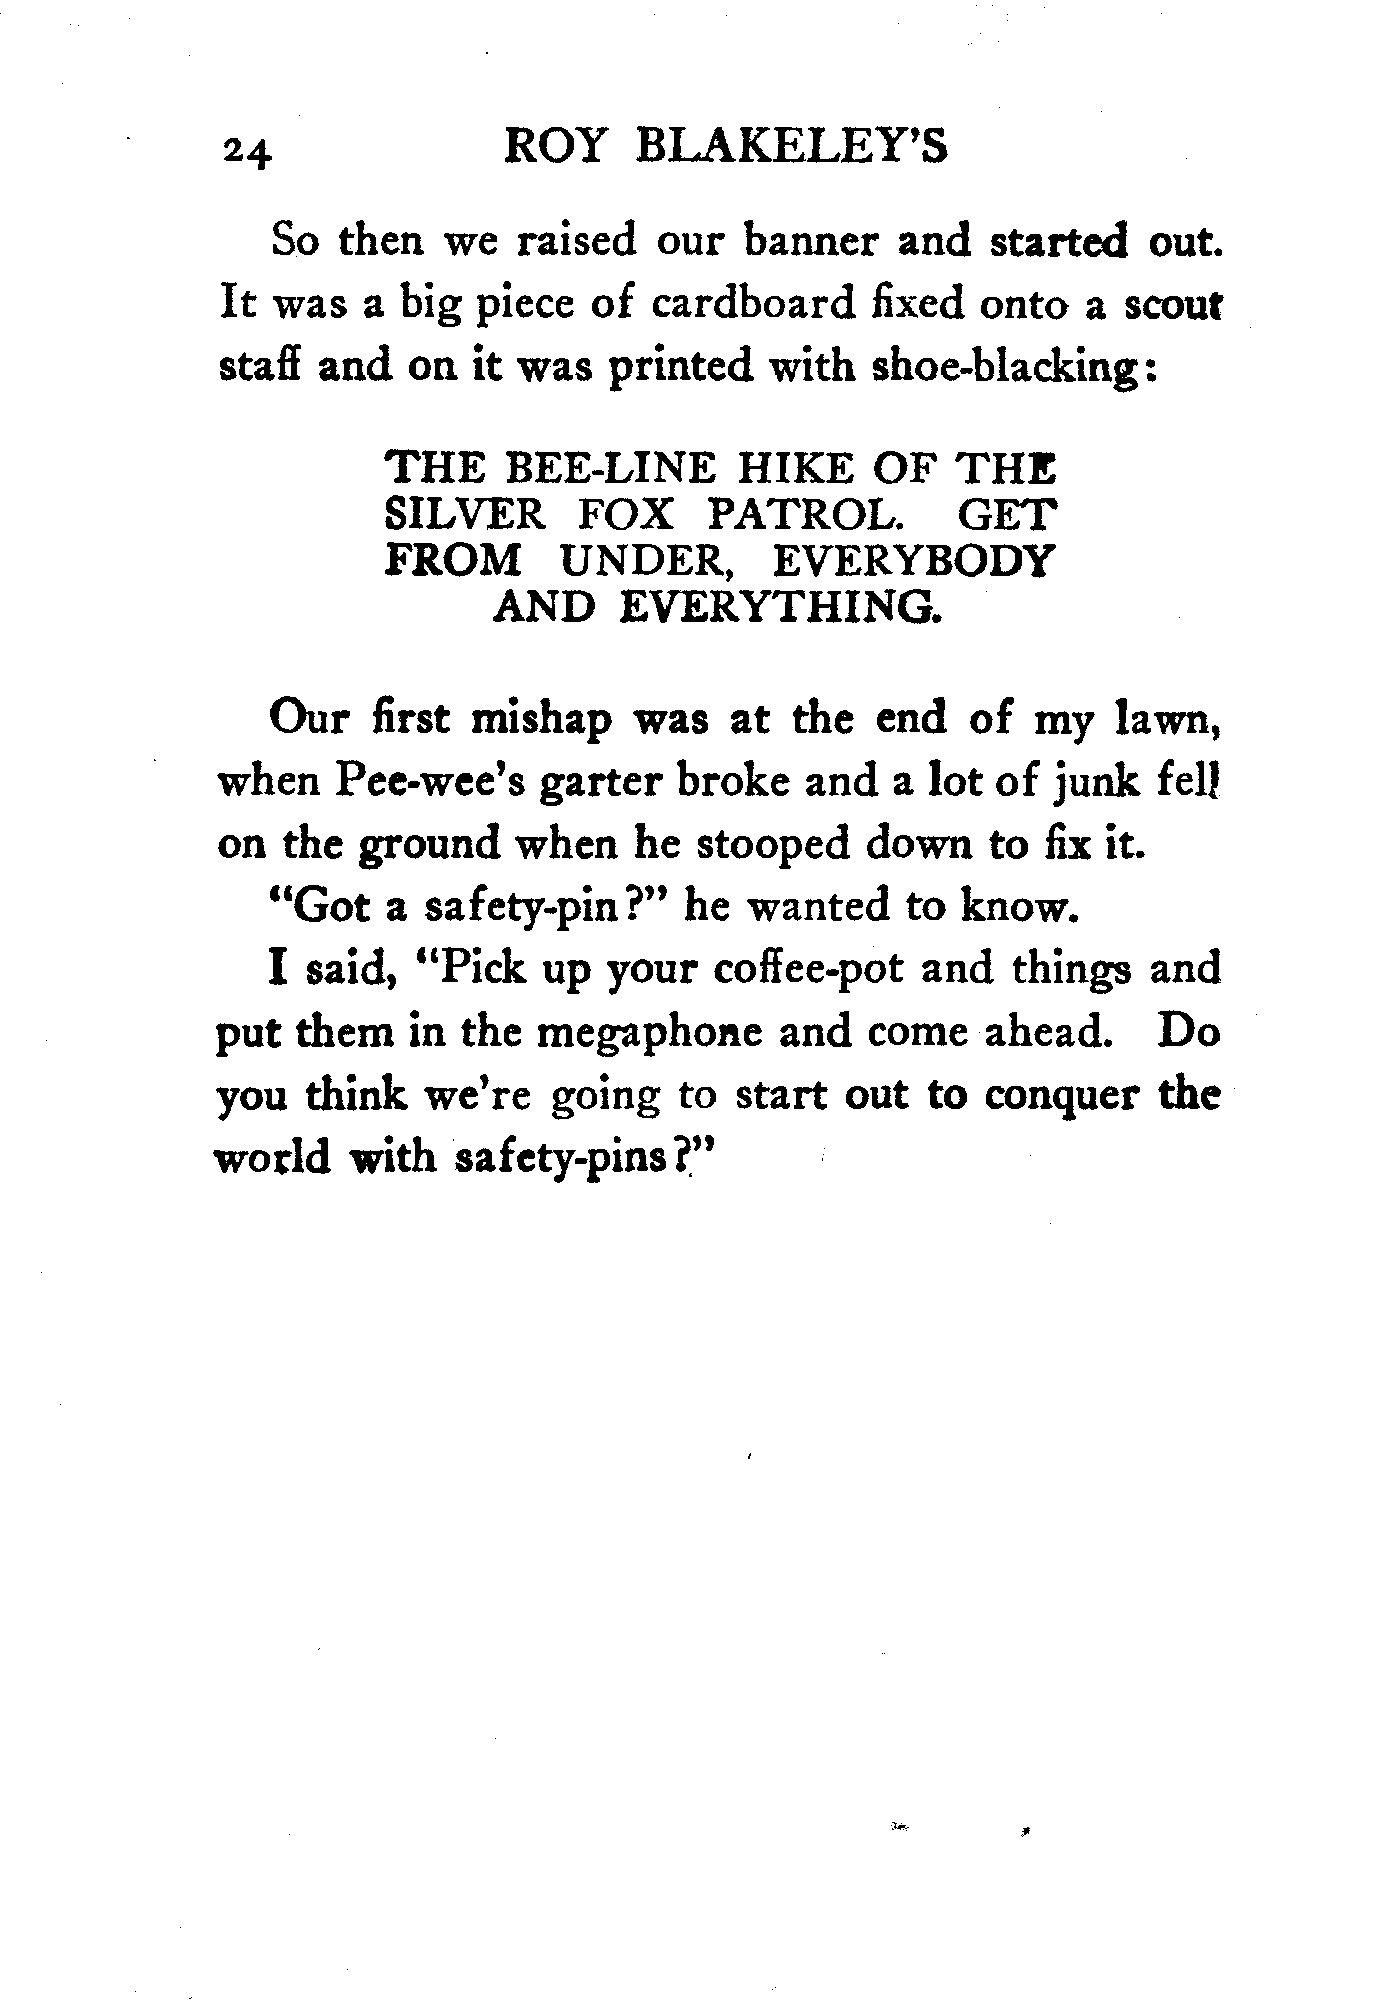 24 ROY BLAKELEY'S
So then we raised our banner and started out.
It was a big piece of cardboard fixed onto a scout
staff and on it was printed with shoe-blacking:
THE BEE-LINE HIKE OF THE
SILVER FOX PATROL. GET
FROM UNDER, EVERYBODY
AND EVERYTHING.
Our first mishap was at the end of my lawn,
when Pee-wee's garter broke and a lot of junk fell
on the ground when he stooped down to fix it.
"Got a safety-pin?" he wanted to know.
I said, "Pick up your coffee-pot and things and
put them in the megaphone and come ahead. Do
you think we're going to start out to conquer the
world with safety-pins?"